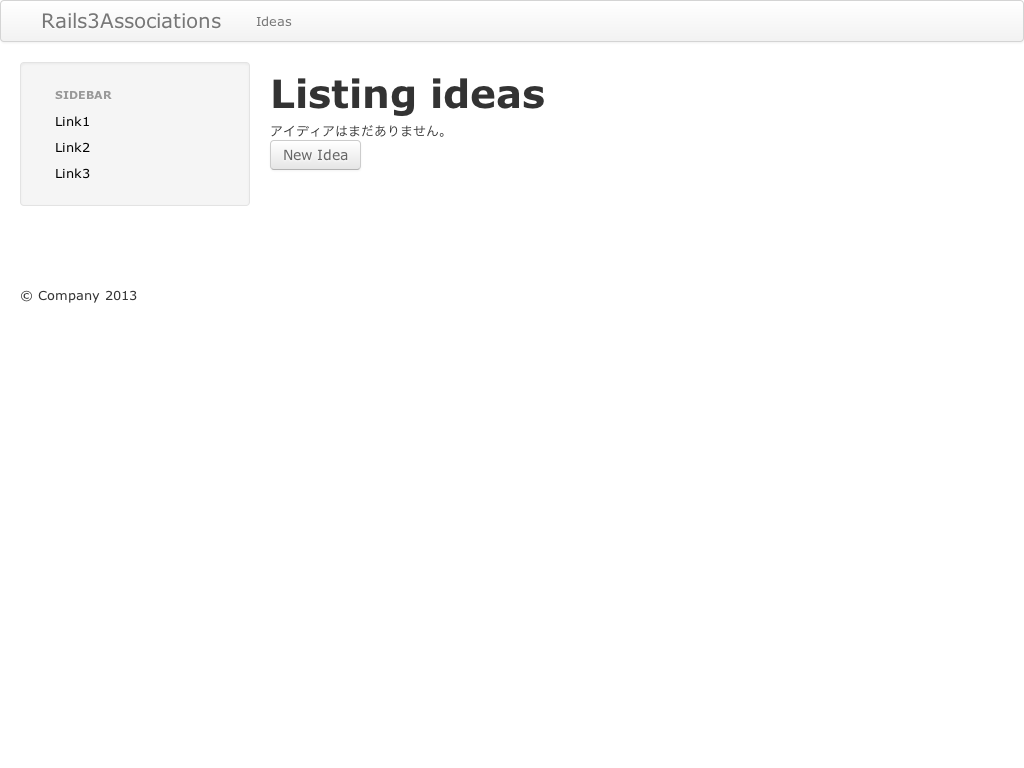 Rails3Associations Ideas
SIDEBAR
Link1
Link2
Link3
Listing ideas
アイディアはまだありません。
New Idea
© Company 2013